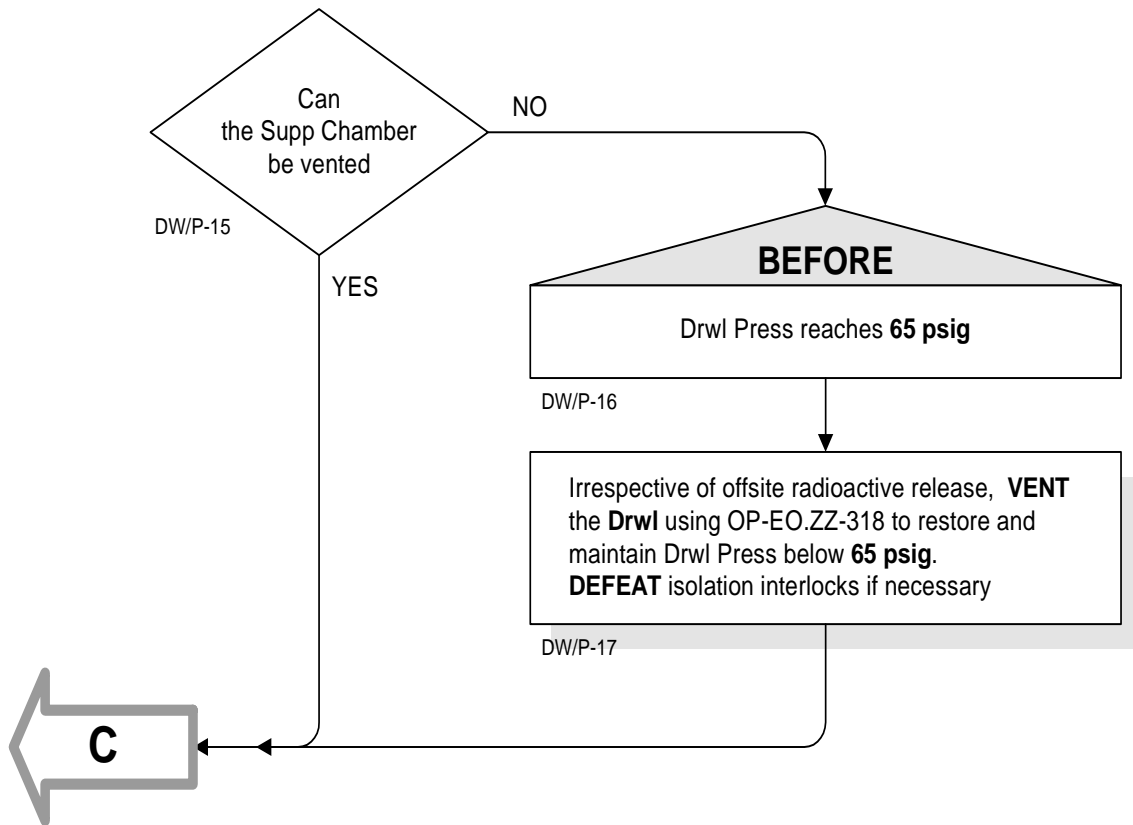 Can
the Supp Chamber
be vented
NO
DW/P-15
YES
BEFORE
Drwl Press reaches 65 psig
DW/P-16
Irrespective of offsite radioactive release, VENT
the Drwl using OP-EO.ZZ-318 to restore and
maintain Drwl Press below 65 psig.
DEFEAT isolation interlocks if necessary
DW/P-17
C